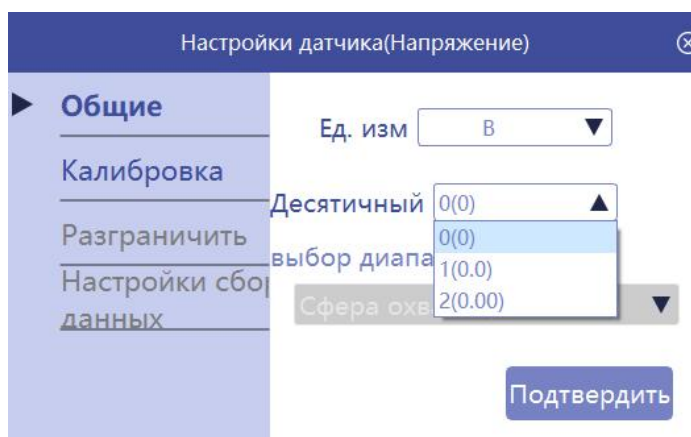 Настройки датчика(Напряжение)
Общие
Ед. изм В
Калибровка
Десятичный 0(0)
0(0)
Разграничить
выбор диапа
1(0.0)
Настройки сбор
данных
2(0.00)
Сфера охв
Подтвердить